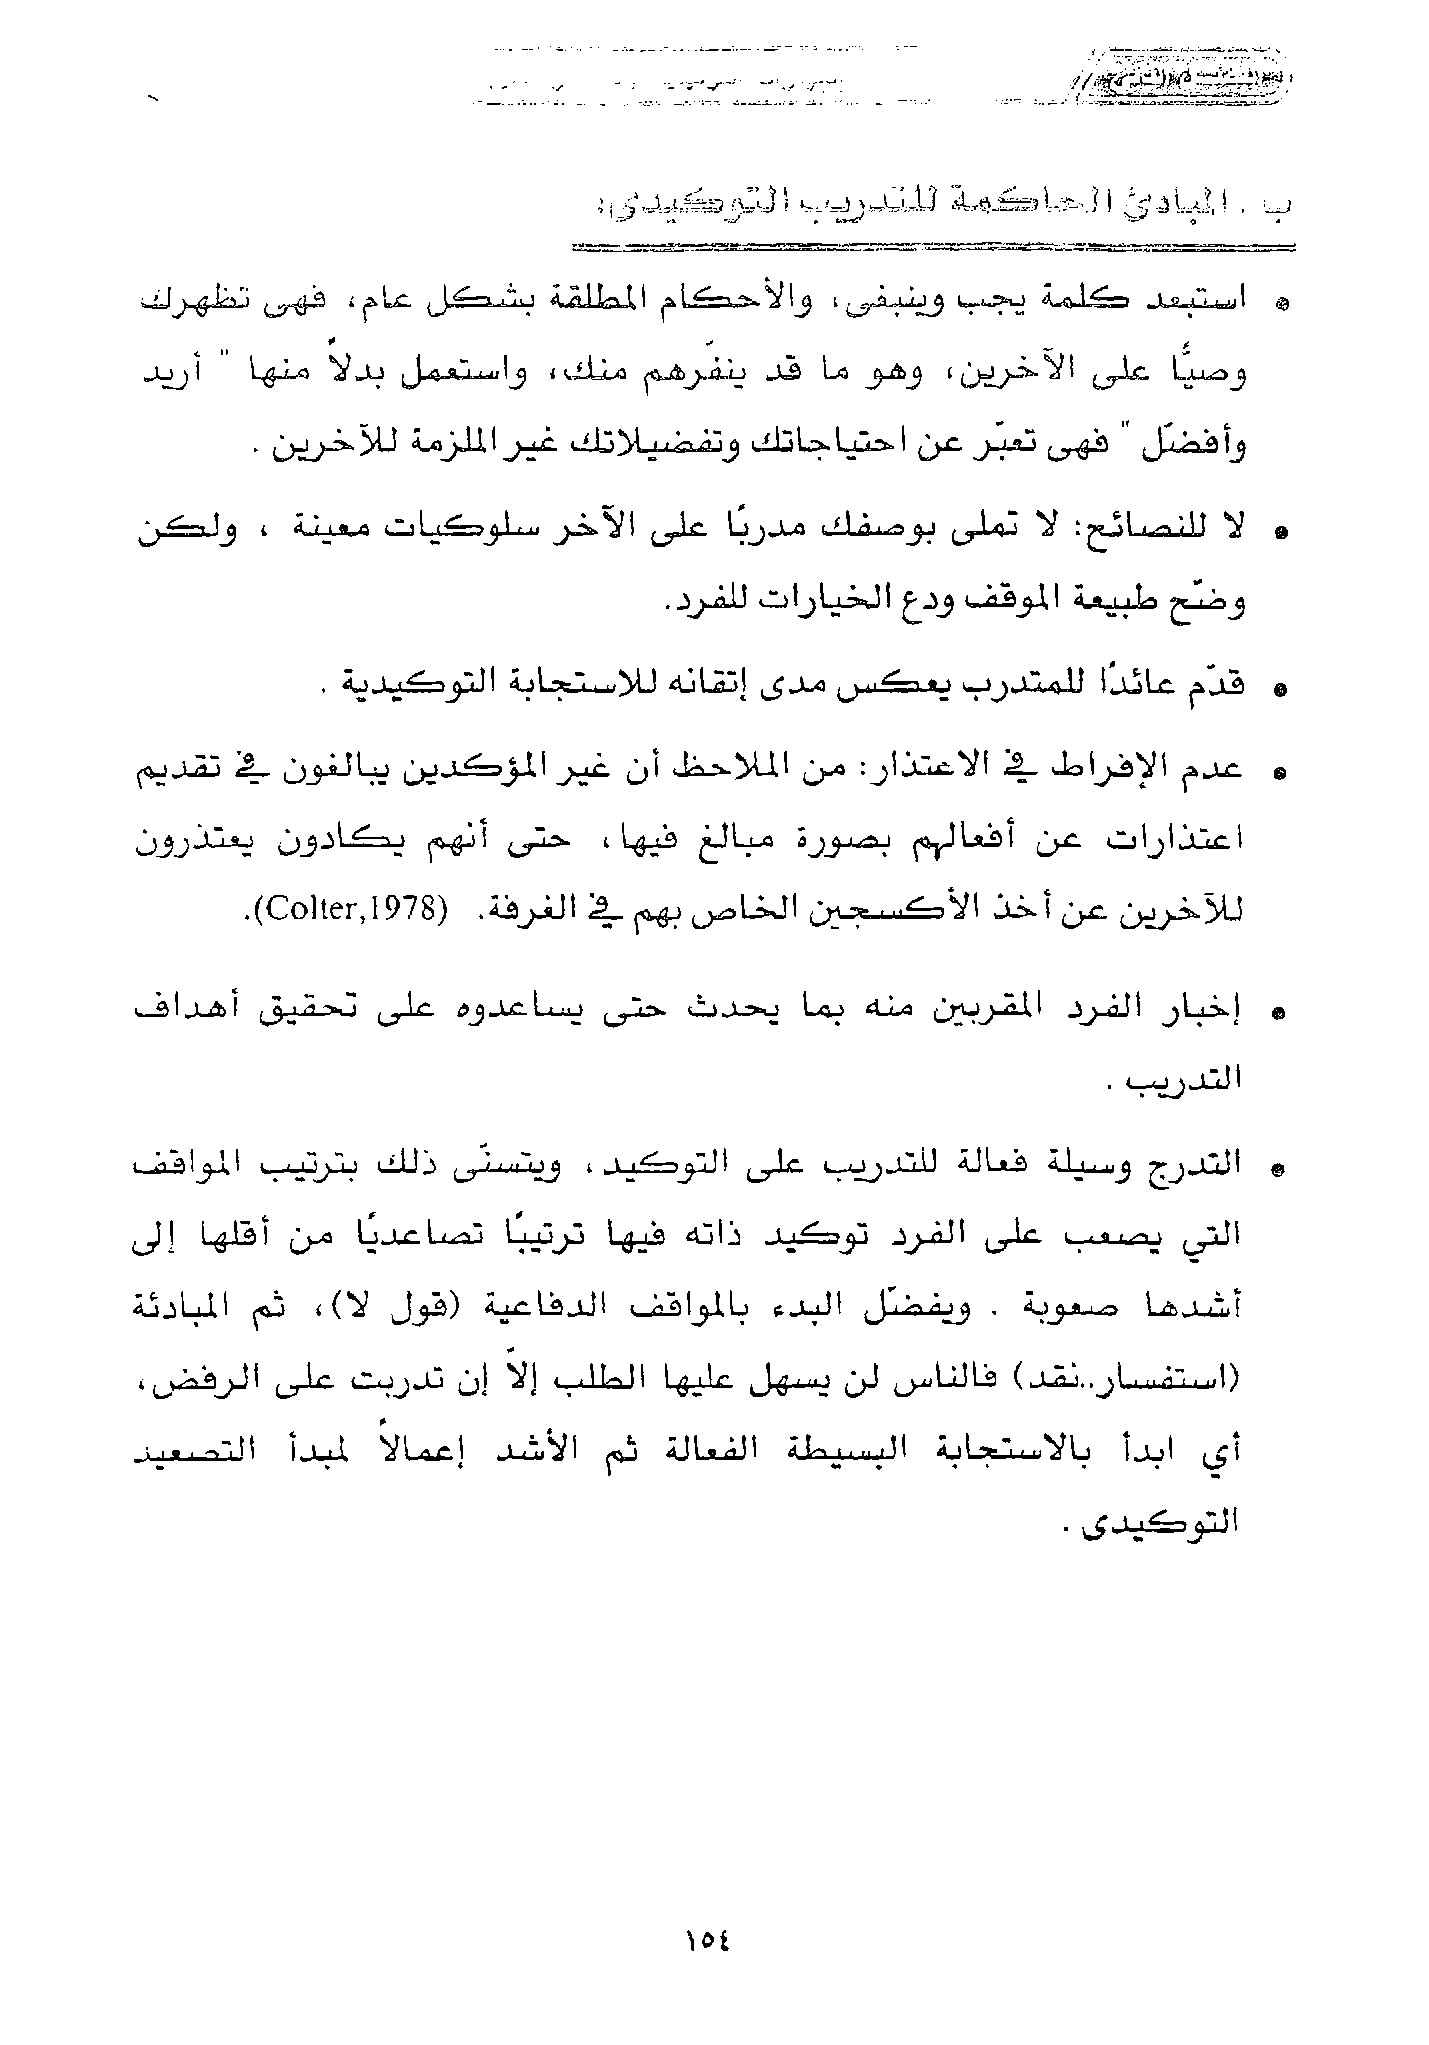 ب . المبادئ الحاكمة للتدريب التوكيدى:
• استبعد كلمة يجب وينبغى، والأحكام المطلقة بشكل عام، فهى تظهرك
وصيًّا على الآخرين، وهو ما قد ينفّرهم منك، واستعمل بدلاً منها " أريد
وأفضّل " فهى تعبّر عن احتياجاتك وتفضيلاتك غير الملزمة للآخرين .
• لا للنصائح: لا تملى بوصفك مدربًا على الآخر سلوكيات معينة ، ولكن
وضّح طبيعة الموقف ودع الخيارات للفرد.
• قدّم عائدًا للمتدرب يعكس مدى إتقانه للاستجابة التوكيدية .
• عدم الإفراط في الاعتذار: من الملاحظ أن غير المؤكدين يبالغون في تقديم
اعتذارات عن أفعالهم بصورة مبالغ فيها، حتى أنهم يكادون يعتذرون
للآخرين عن أخذ الأكسجين الخاص بهم في الغرفة. (Colter,1978).
• إخبار الفرد المقربين منه بما يحدث حتى يساعدوه على تحقيق أهداف
التدريب .
• التدرج وسيلة فعالة للتدريب على التوكيد، ويتسنّى ذلك بترتيب المواقف
التي يصعب على الفرد توكيد ذاته فيها ترتيبًا تصاعديًا من أقلها إلى
أشدها صعوبة . ويفضّل البدء بالمواقف الدفاعية (قول لا)، ثم المبادئة
(استفسار..نقد) فالناس لن يسهل عليها الطلب إلاّ إن تدربت على الرفض،
أي ابدأ بالاستجابة البسيطة الفعالة ثم الأشد إعمالاً لمبدأ التصعيد
التوكيدى .
١٥٤